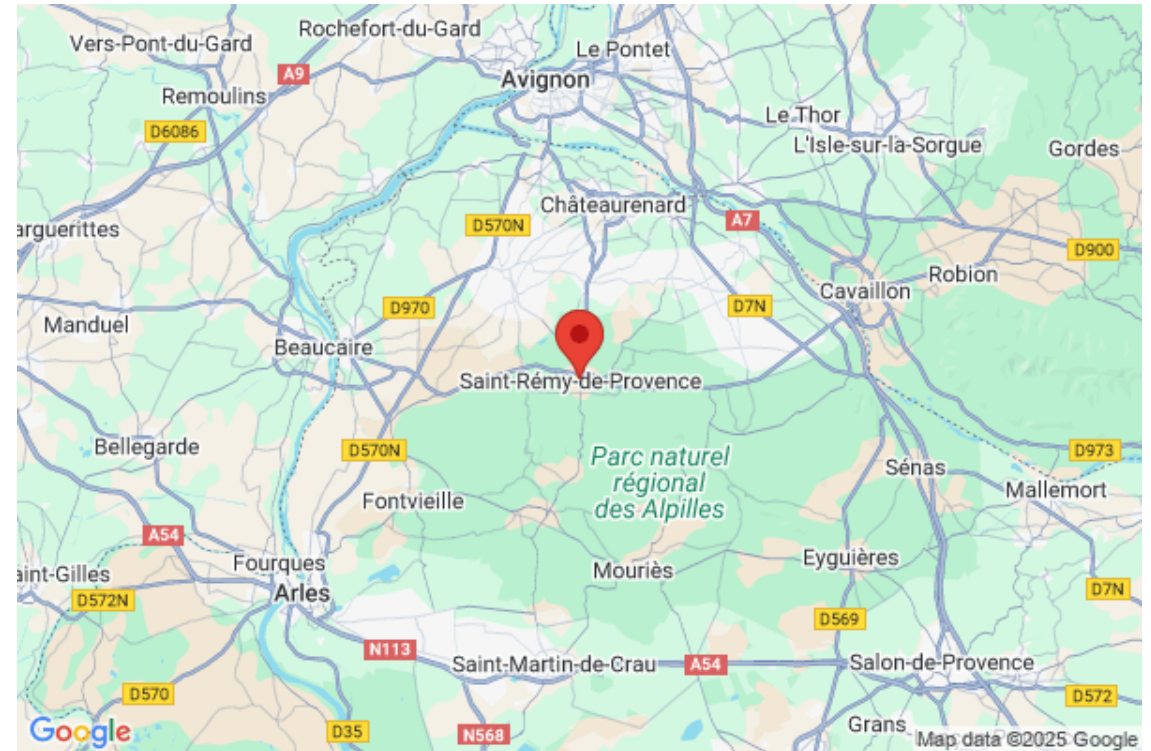 Rochefort-du-Gard
Vers-Pont-du-Gard
Le Pontet
A9
Avignon
Remoulins
Le Thor
D6086
L'Isle-sur-la-Sorgue
Gordes
Châteaurenard
A7
D570N
arguerittes
D900
Robion
Cavaillon
D970
D7N
Manduel
Beaucaire
Saint-Rémy-de-Provence
Bellegarde
D570N
D973
Parc naturel
régional
des Alpilles
Sénas
Mallemort
Fontvieille
A54
Fourques
Eyguières
aint-Gilles
Mouriès
D7N
Arles
D572N
D569
N113
Saint-Martin-de-Crau
A54
Salon-de-Provence
D570
D572
Google
D35
N568
Grans
Map data ©2025 Google